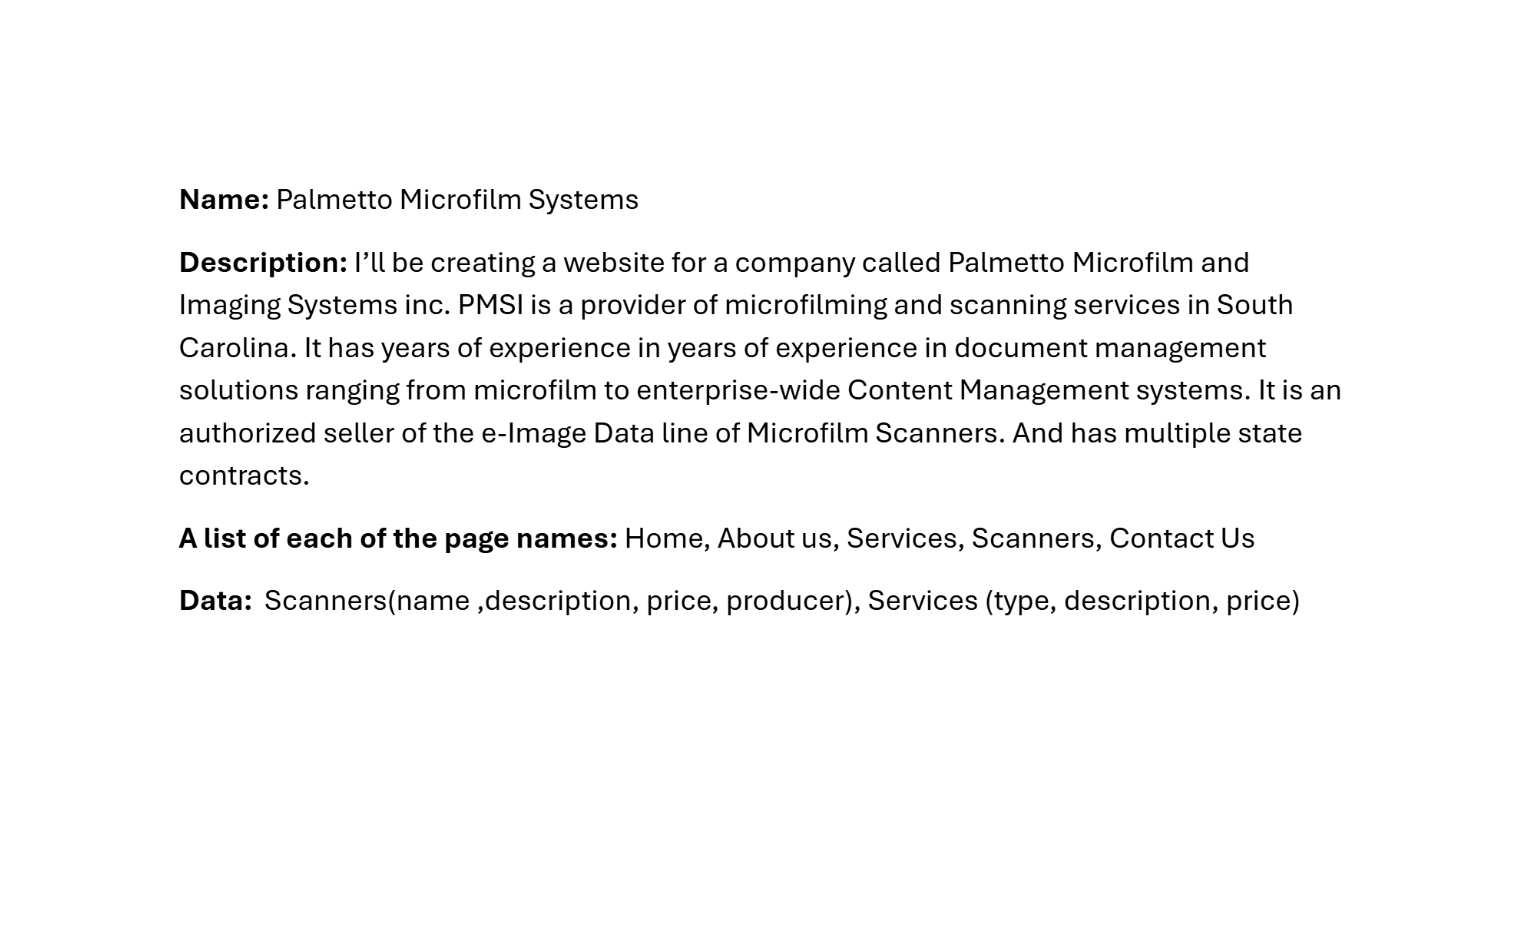 Name: Palmetto Microfilm Systems
Description: I’ll be creating a website for a company called Palmetto Microfilm and
Imaging Systems inc. PMSI is a provider of microfilming and scanning services in South
Carolina. It has years of experience in years of experience in document management
solutions ranging from microfilm to enterprise-wide Content Management systems. It is an
authorized seller of the e-Image Data line of Microfilm Scanners. And has multiple state
contracts.
A list of each of the page names: Home, About us, Services, Scanners, Contact Us
Data:  Scanners(name ,description, price, producer), Services (type, description, price)